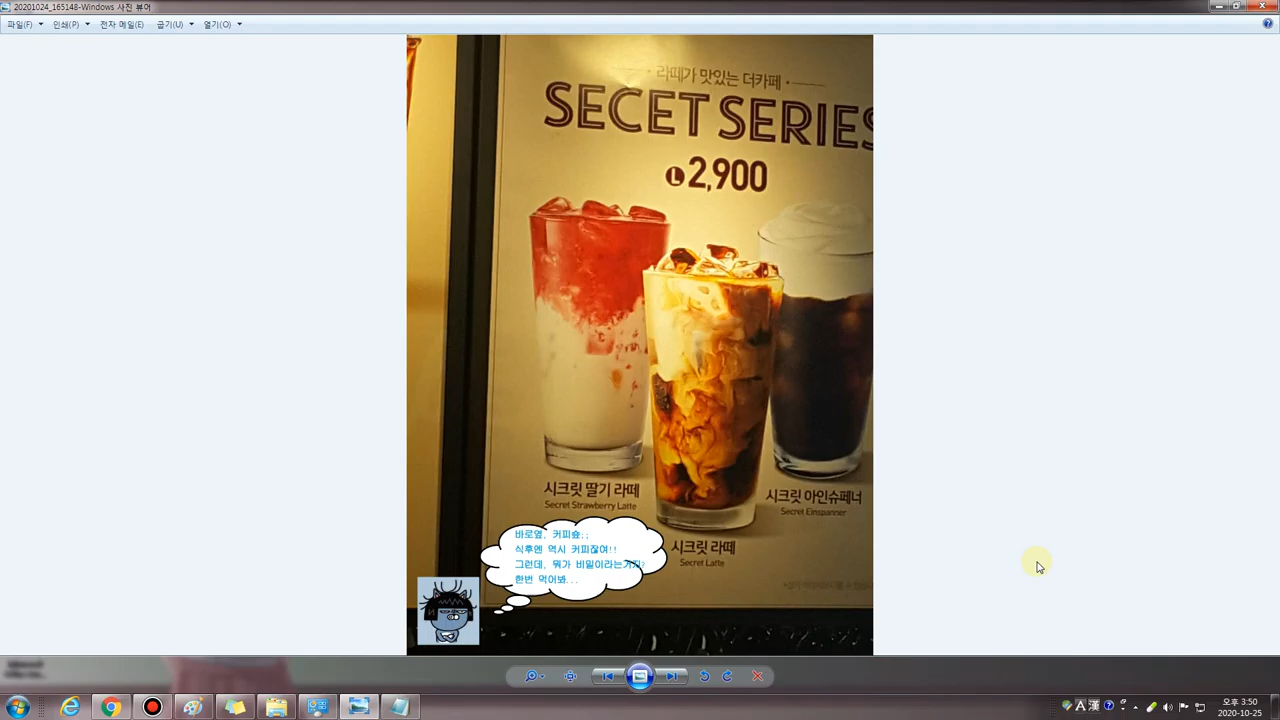 20201024_165148-Windows 사진 뷰어
파일(F) 인쇄(P) 전자 메일(E) 굽기(U) 열기(O)
라떼가 맛있는 더카페
SECET SERIES
L 2,900
시크릿 딸기 라떼
Secret Strawberry Latte
시크릿 아인슈페너
Secret Einspanner
시크릿 라떼
Secret Latte
바로옆, 커피숖;;
식후엔 역시 커피잖여!!
그런데, 뭐가 비밀이라는거지?
한번 먹어봐...
A 漢
오후 3:50
2020-10-25